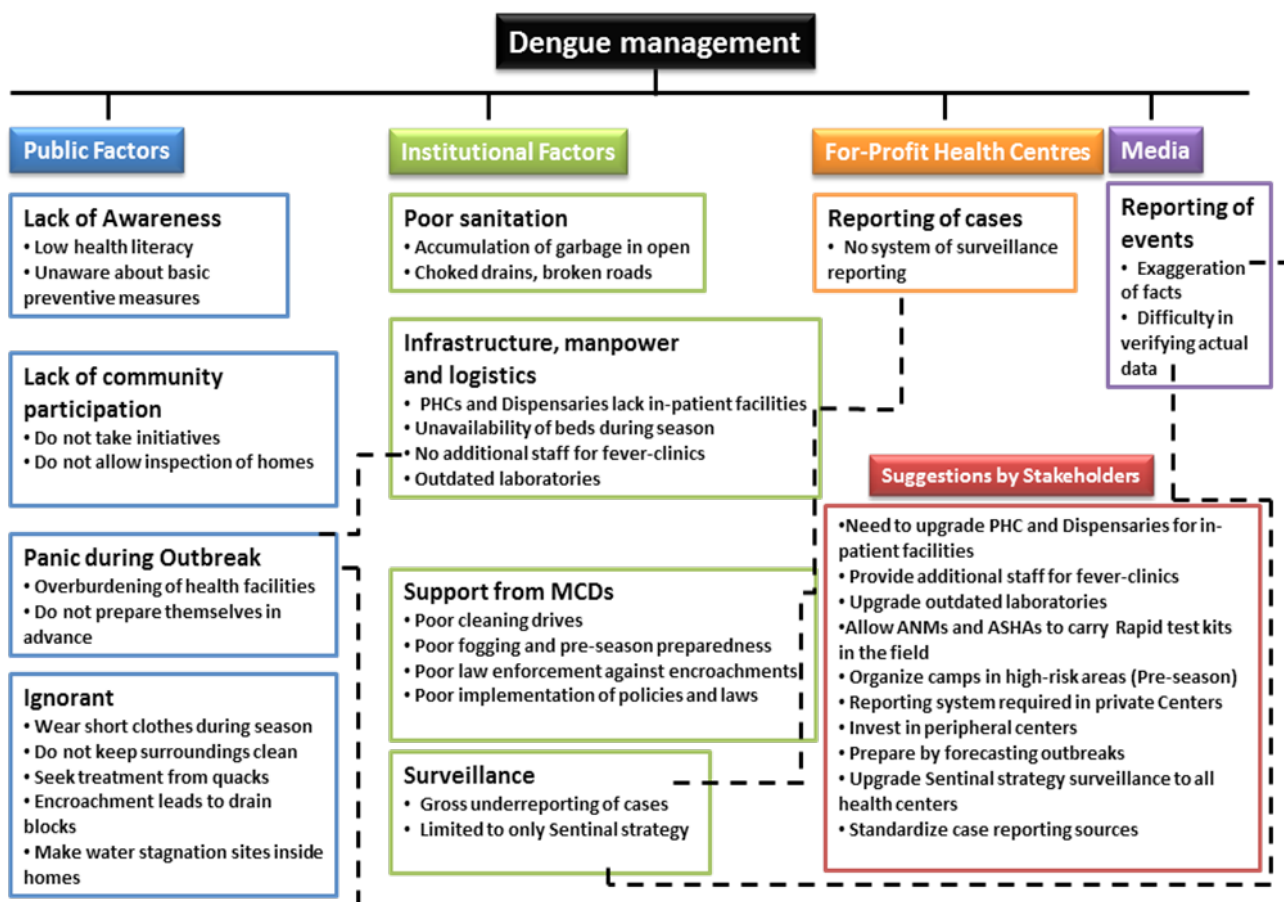 Dengue management
Public Factors
Lack of Awareness
• Low health literacy
• Unaware about basic
preventive measures
Lack of community
participation
• Do not take initiatives
• Do not allow inspection of homes
Panic during Outbreak
• Overburdening of health facilities
• Do not prepare themselves in
advance
Ignorant
• Wear short clothes during season
• Do not keep surroundings clean
• Seek treatment from quacks
• Encroachment leads to drain
blocks
• Make water stagnation sites inside
homes
Institutional Factors
Poor sanitation
• Accumulation of garbage in open
• Choked drains, broken roads
Infrastructure, manpower
and logistics
• PHCs and Dispensaries lack in-patient facilities
• Unavailability of beds during season
• No additional staff for fever-clinics
• Outdated laboratories
Support from MCDs
• Poor cleaning drives
• Poor fogging and pre-season preparedness
• Poor law enforcement against encroachments
• Poor implementation of policies and laws
Surveillance
• Gross underreporting of cases
• Limited to only Sentinal strategy
For-Profit Health Centres
Reporting of cases
• No system of surveillance
reporting
Media
Reporting of
events
• Exaggeration
of facts
• Difficulty in
verifying actual
data
Suggestions by Stakeholders
•Need to upgrade PHC and Dispensaries for in-
patient facilities
• Provide additional staff for fever-clinics
• Upgrade outdated laboratories
•Allow ANMs and ASHAs to carry Rapid test kits
in the field
• Organize camps in high-risk areas (Pre-season)
• Reporting system required in private Centers
• Invest in peripheral centers
• Prepare by forecasting outbreaks
• Upgrade Sentinal strategy surveillance to all
health centers
• Standardize case reporting sources